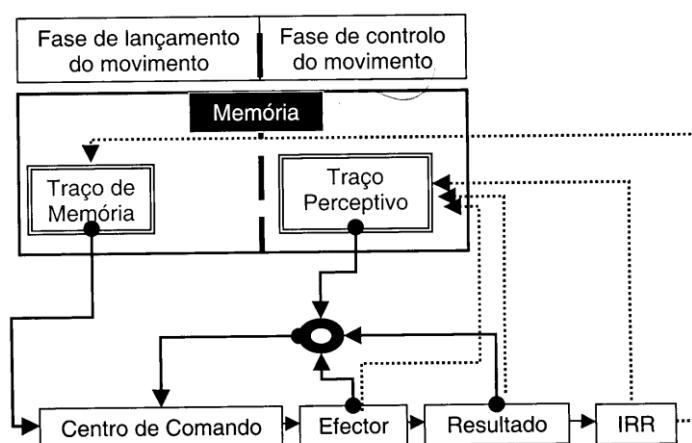 Fase de lançamento
do movimento
Fase de controlo
do movimento
Memória
Traço de
Memória
Traço
Perceptivo
Centro de Comando
Efector
Resultado
IRR